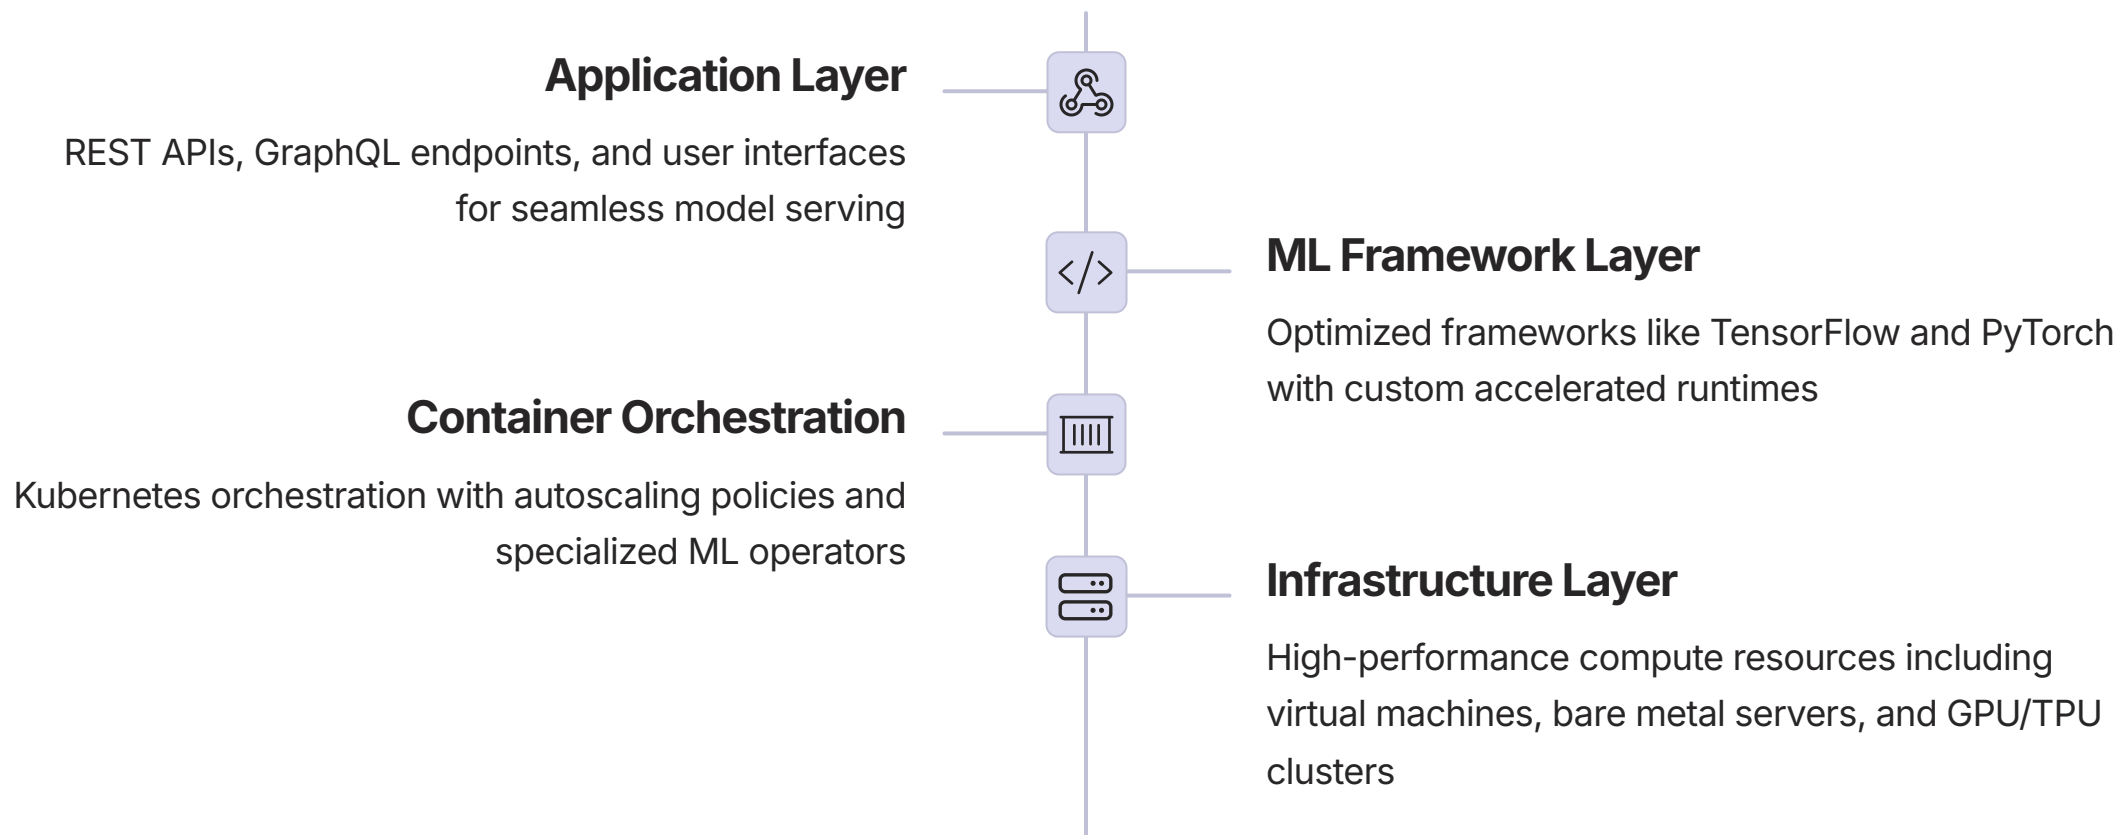 Application Layer
REST APIs, GraphQL endpoints, and user interfaces
for seamless model serving
ML Framework Layer
Optimized frameworks like TensorFlow and PyTorch
with custom accelerated runtimes
Container Orchestration
Kubernetes orchestration with autoscaling policies and
specialized ML operators
Infrastructure Layer
High-performance compute resources including
virtual machines, bare metal servers, and GPU/TPU
clusters